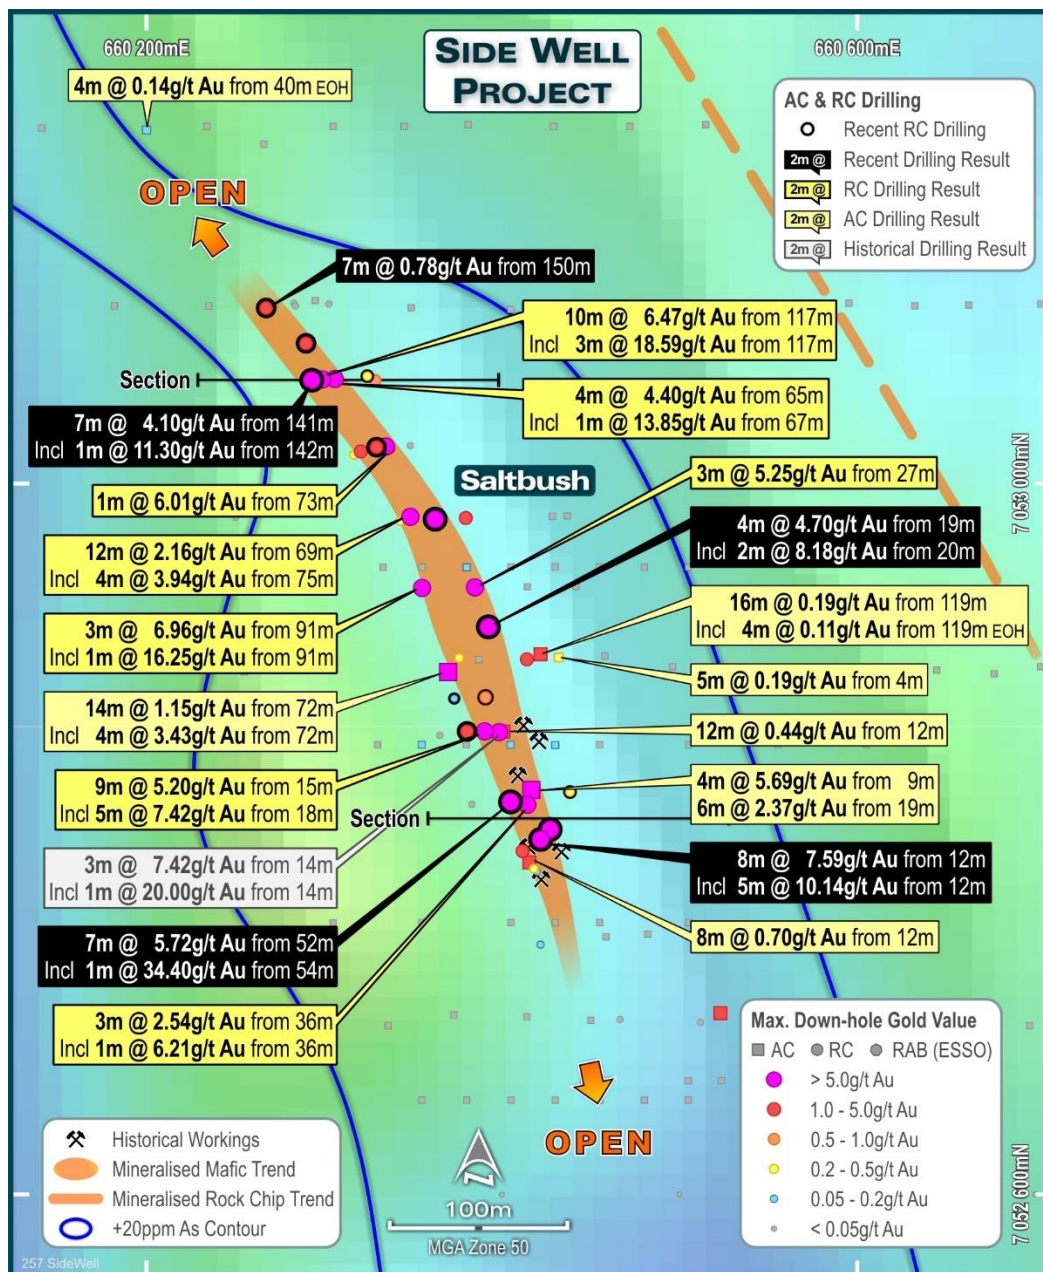 660 200mE
660 600mE
SIDE WELL
PROJECT
4m @ 0.14g/t Au from 40m EOH
AC & RC Drilling
Recent RC Drilling
2m @ Recent Drilling Result
2m @ RC Drilling Result
2m @ AC Drilling Result
2m @ Historical Drilling Result
OPEN
7m @ 0.78g/t Au from 150m
10m @ 6.47g/t Au from 117m
Incl 3m @ 18.59g/t Au from 117m
Section
4m @ 4.40g/t Au from 65m
Incl 1m @ 13.85g/t Au from 67m
7m @ 4.10g/t Au from 141m
Incl 1m @ 11.30g/t Au from 142m
Saltbush
7 053 000mN
3m @ 5.25g/t Au from 27m
1m @ 6.01g/t Au from 73m
4m @ 4.70g/t Au from 19m
Incl 2m @ 8.18g/t Au from 20m
12m @ 2.16g/t Au from 69m
Incl 4m @ 3.94g/t Au from 75m
16m @ 0.19g/t Au from 119m
Incl 4m @ 0.11g/t Au from 119m EOH
3m @ 6.96g/t Au from 91m
Incl 1m @ 16.25g/t Au from 91m
5m @ 0.19g/t Au from 4m
14m @ 1.15g/t Au from 72m
Incl 4m @ 3.43g/t Au from 72m
12m @ 0.44g/t Au from 12m
9m @ 5.20g/t Au from 15m
Incl 5m @ 7.42g/t Au from 18m
4m @ 5.69g/t Au from 9m
6m @ 2.37g/t Au from 19m
Section
3m @ 7.42g/t Au from 14m
Incl 1m @ 20.00g/t Au from 14m
8m @ 7.59g/t Au from 12m
Incl 5m @ 10.14g/t Au from 12m
7m @ 5.72g/t Au from 52m
Incl 1m @ 34.40g/t Au from 54m
8m @ 0.70g/t Au from 12m
3m @ 2.54g/t Au from 36m
Incl 1m @ 6.21g/t Au from 36m
Max. Down-hole Gold Value
AC RC RAB (ESSO)
> 5.0g/t Au
1.0 - 5.0g/t Au
0.5 - 1.0g/t Au
0.2 - 0.5g/t Au
0.05 - 0.2g/t Au
< 0.05g/t Au
OPEN
7 052 600mN
Historical Workings
Mineralised Mafic Trend
Mineralised Rock Chip Trend
+20ppm As Contour
N
100m
MGA Zone 50
257 SideWell